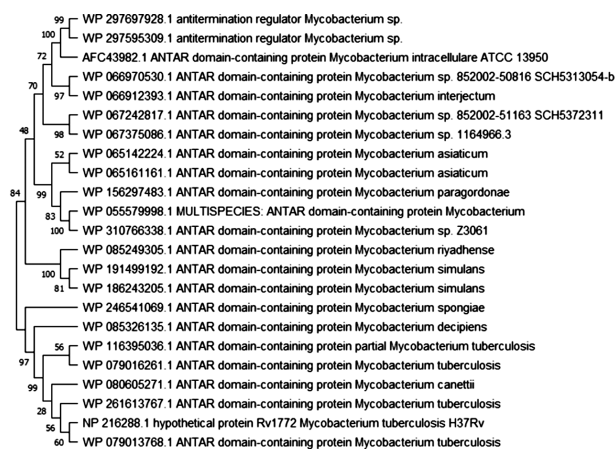 99
WP 297697928.1 antitermination regulator Mycobacterium sp.
100
WP 297595309.1 antitermination regulator Mycobacterium sp.
72
AFC43982.1 ANTAR domain-containing protein Mycobacterium intracellulare ATCC 13950
70
WP 066970530.1 ANTAR domain-containing protein Mycobacterium sp. 852002-50816 SCH5313054-b
97
WP 066912393.1 ANTAR domain-containing protein Mycobacterium interjectum
48
WP 067242817.1 ANTAR domain-containing protein Mycobacterium sp. 852002-51163 SCH5372311
98
WP 067375086.1 ANTAR domain-containing protein Mycobacterium sp. 1164966.3
52
WP 065142224.1 ANTAR domain-containing protein Mycobacterium asiaticum
WP 065161161.1 ANTAR domain-containing protein Mycobacterium asiaticum
84
99
WP 156297483.1 ANTAR domain-containing protein Mycobacterium paragordonae
83
WP 055579998.1 MULTISPECIES: ANTAR domain-containing protein Mycobacterium
100
WP 310766338.1 ANTAR domain-containing protein Mycobacterium sp. Z3061
WP 085249305.1 ANTAR domain-containing protein Mycobacterium riyadhense
100
WP 191499192.1 ANTAR domain-containing protein Mycobacterium simulans
81
WP 186243205.1 ANTAR domain-containing protein Mycobacterium simulans
WP 246541069.1 ANTAR domain-containing protein Mycobacterium spongiae
WP 085326135.1 ANTAR domain-containing protein Mycobacterium decipiens
97
56
WP 116395036.1 ANTAR domain-containing protein partial Mycobacterium tuberculosis
WP 079016261.1 ANTAR domain-containing protein Mycobacterium tuberculosis
99
WP 080605271.1 ANTAR domain-containing protein Mycobacterium canettii
28
WP 261613767.1 ANTAR domain-containing protein Mycobacterium tuberculosis
56
NP 216288.1 hypothetical protein Rv1772 Mycobacterium tuberculosis H37Rv
60
WP 079013768.1 ANTAR domain-containing protein Mycobacterium tuberculosis